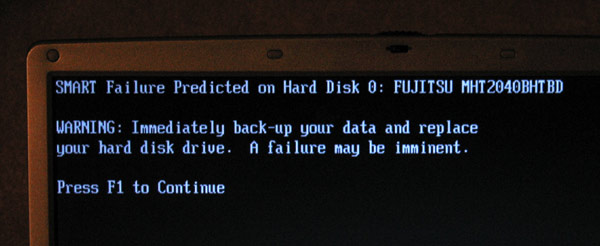 SMART Failure Predicted on Hard Disk 0: FUJITSU MHT2040BHTBD
WARNING: Immediately back-up your data and replace
your hard disk drive. A failure may be imminent.
Press F1 to Continue